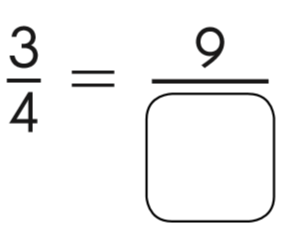 3/4 = 9/